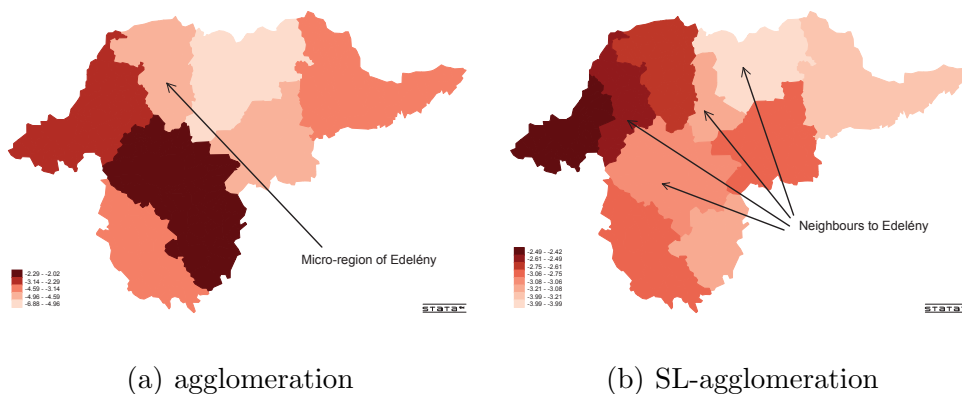 Micro-region of Edelény
-2.29 - -2.02
-3.14 - -2.29
-4.59 - -3.14
-4.96 - -4.59
-6.88 - -4.96
stata
Neighbours to Edelény
-2.49 - -2.42
-2.61 - -2.49
-2.75 - -2.61
-3.06 - -2.75
-3.08 - -3.06
-3.21 - -3.08
-3.99 - -3.21
-3.99 - -3.99
stata
(a) agglomeration
(b) SL-agglomeration